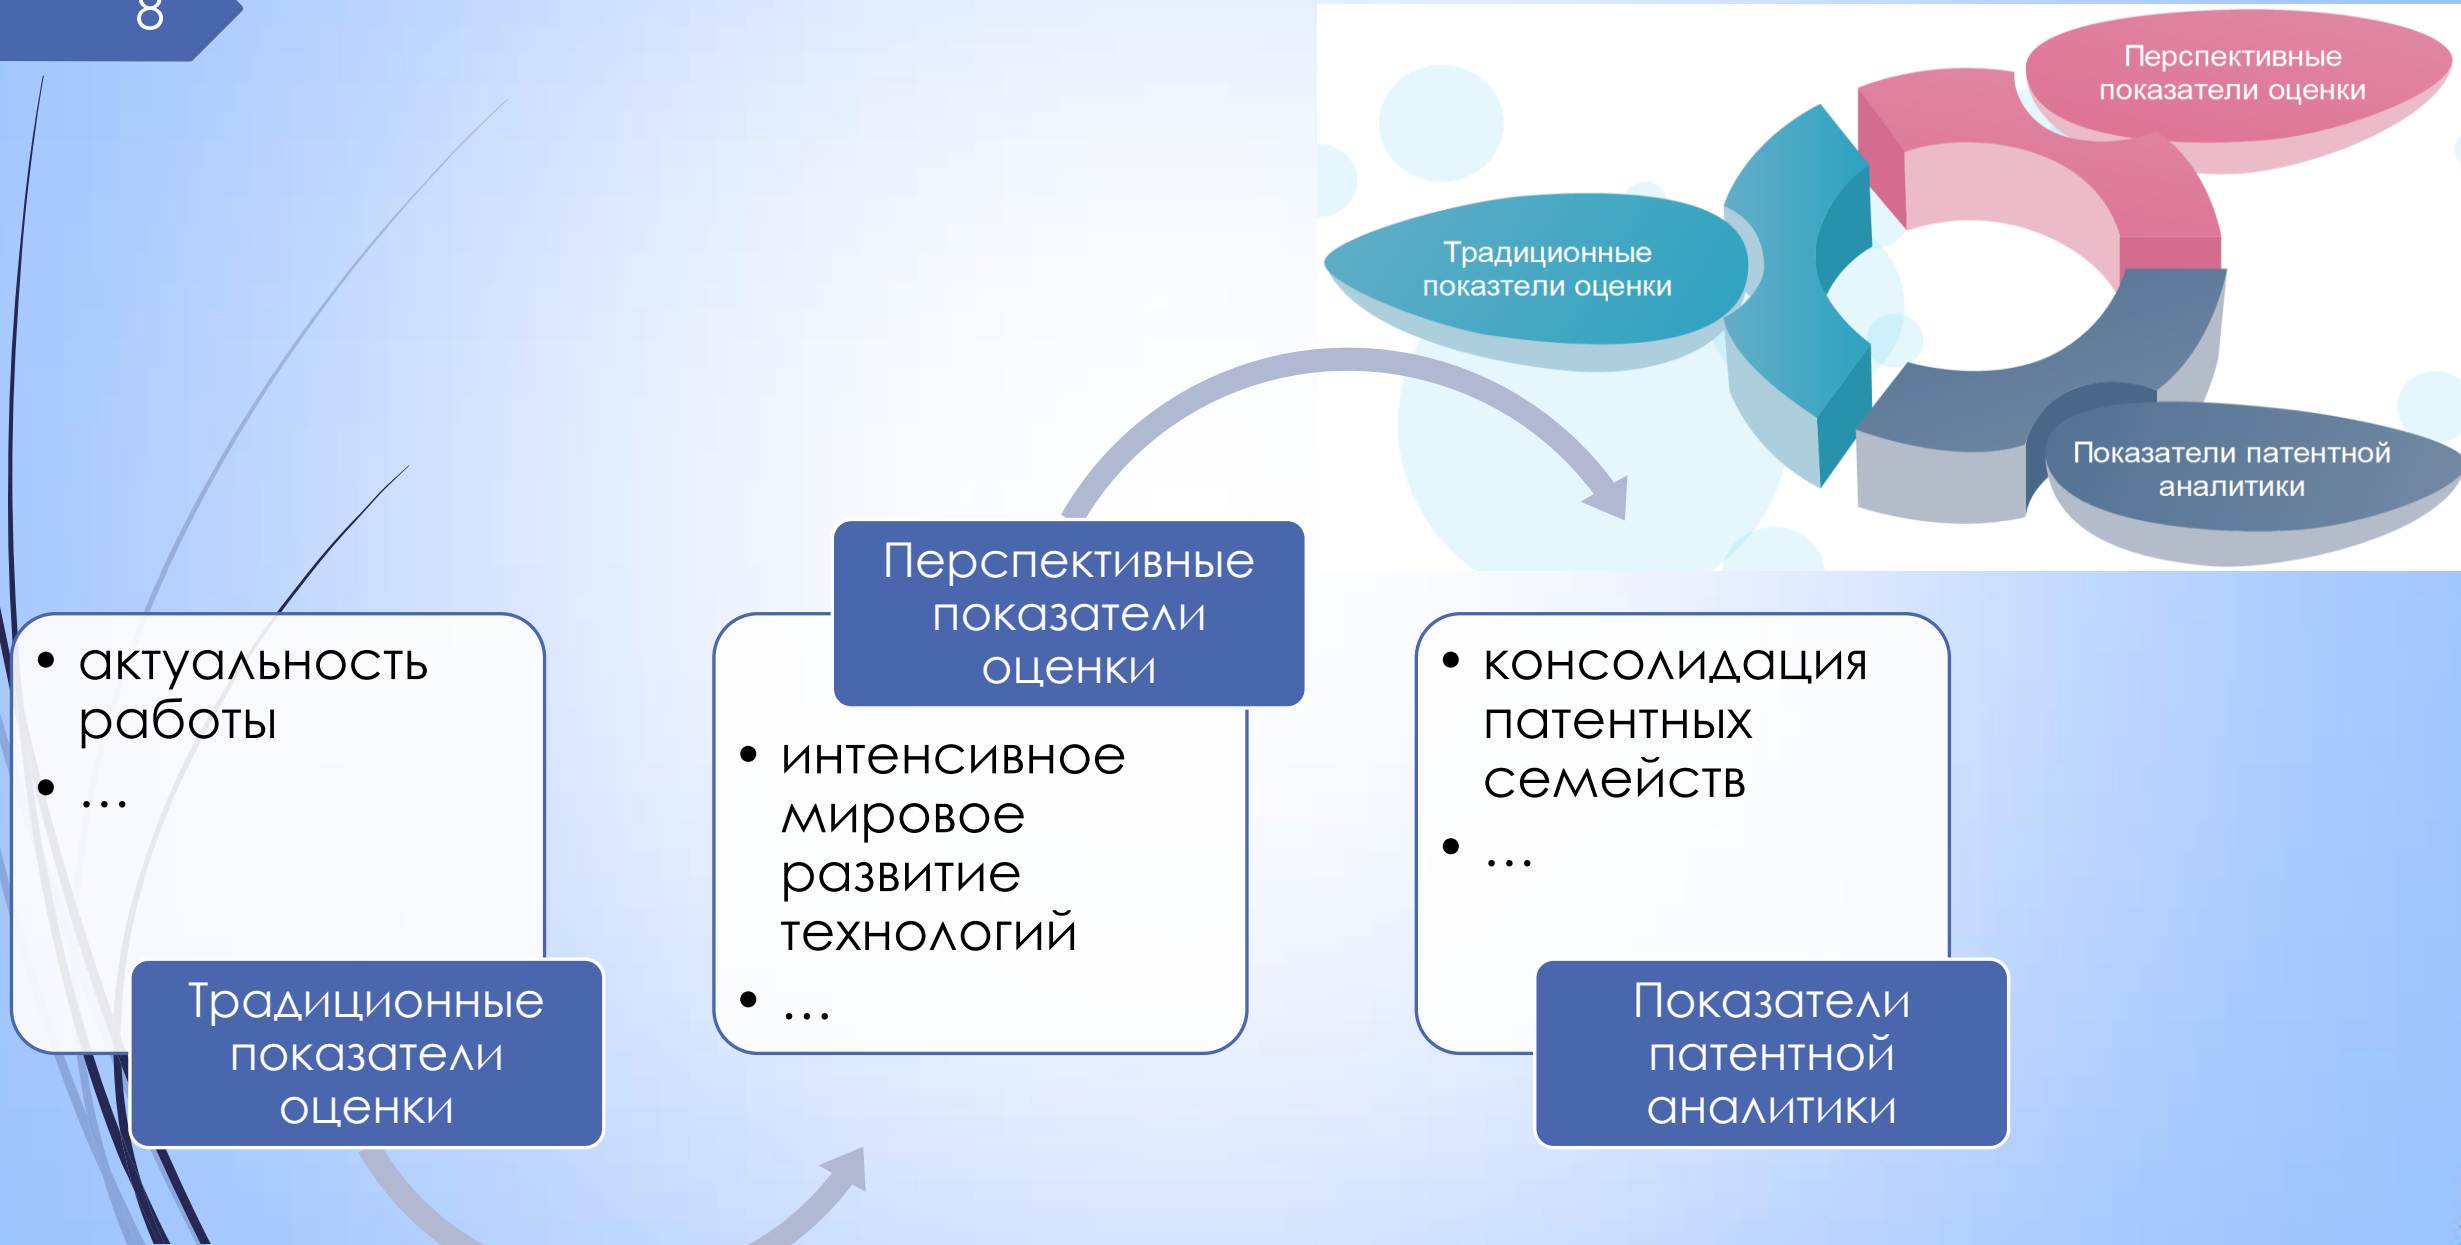 8
Перспективные
показатели оценки
Традиционные
показтели оценки
Показатели патентной
аналитики
• актуальность
работы
• ...
Традиционные
показатели
оценки
Перспективные
показатели
оценки
• интенсивное
мировое
развитие
технологий
• ...
• консолидация
патентных
семейств
• ...
Показатели
патентной
аналитики